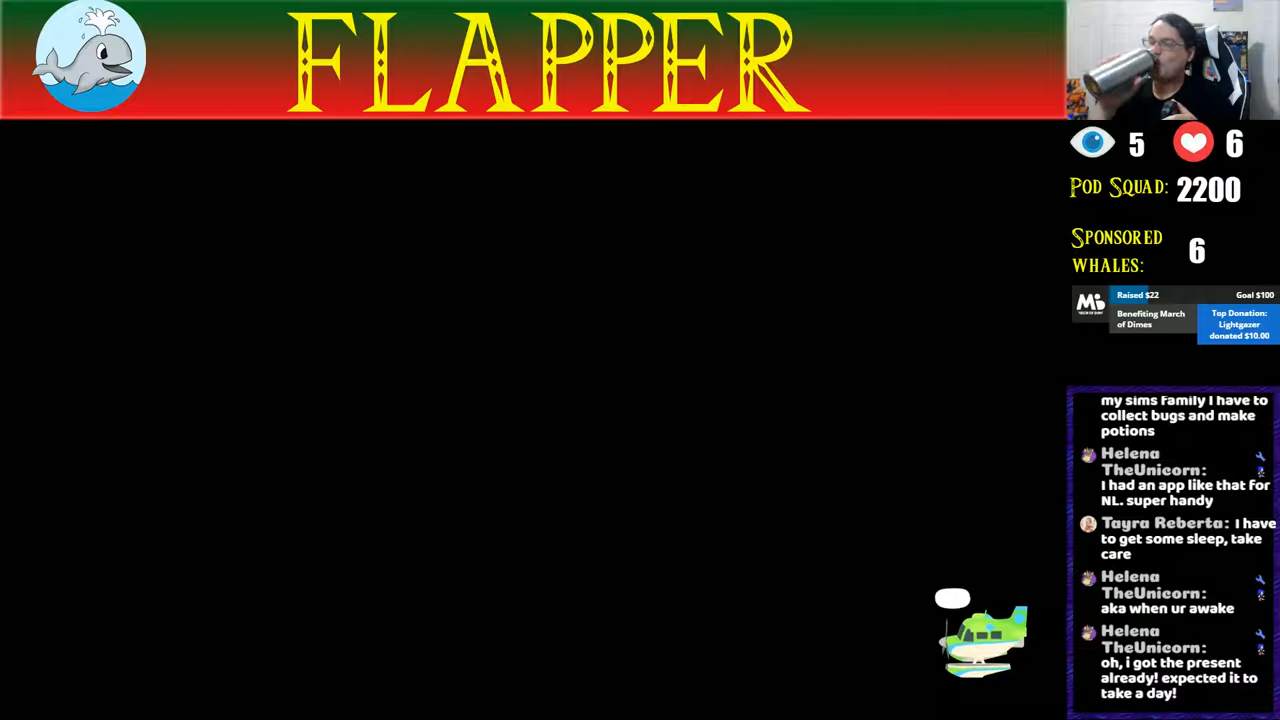 FLAPPER
5 6
Pod Squad: 2200
Sponsored
whales: 6
Raised $22 Goal $100
Benefiting March
of Dimes
Top Donation:
Lightgazer
donated $10.00
my sims family I have to
collect bugs and make
potions
Helena
TheUnicorn:
I had an app like that for
NL. super handy
Tayra Reberta: I have
to get some sleep, take
care
Helena
TheUnicorn:
aka when ur awake
Helena
TheUnicorn:
oh, i got the present
already! expected it to
take a day!